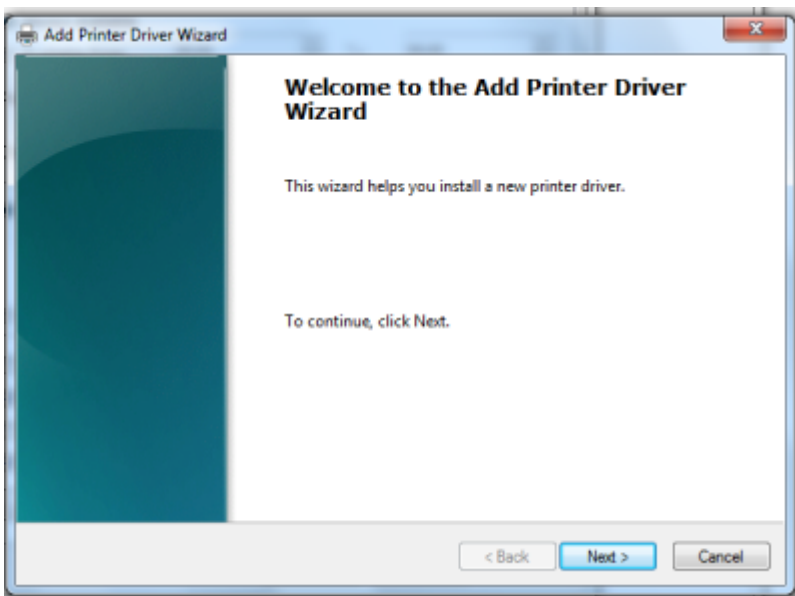 Add Printer Driver Wizard
Welcome to the Add Printer Driver
Wizard
This wizard helps you install a new printer driver.
To continue, click Next.
< Back
Next >
Cancel